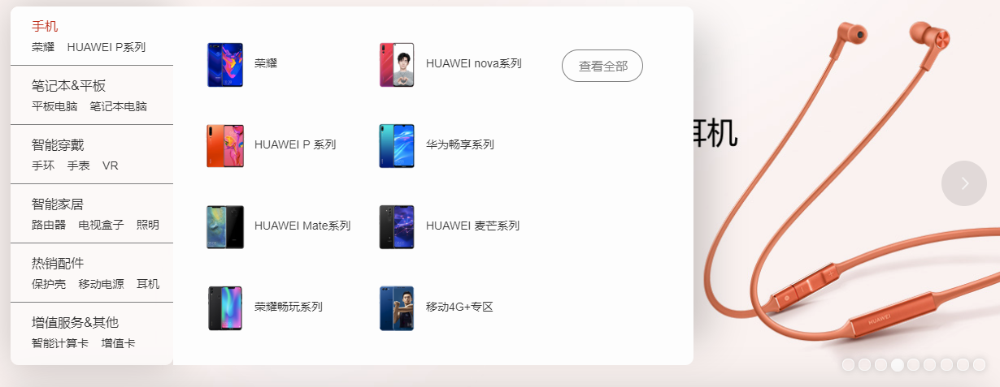 手机
荣耀 HUAWEI P系列
笔记本&平板
平板电脑 笔记本电脑
智能穿戴
手环 手表 VR
智能家居
路由器 电视盒子 照明
热销配件
保护壳 移动电源 耳机
增值服务&其他
智能计算卡 增值卡
荣耀
HUAWEI nova系列
查看全部
HUAWEI P 系列
华为畅享系列
HUAWEI Mate系列
HUAWEI 麦芒系列
荣耀畅玩系列
移动4G+专区
耳机
HUAWEI